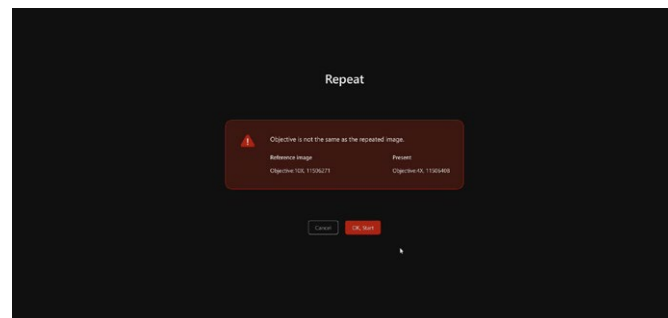 Repeat
Objective is not the same as the repeated image.
Reference image
Present
Objective:10X, 11506271
Objective:4X, 11506408
Cancel
OK, Start